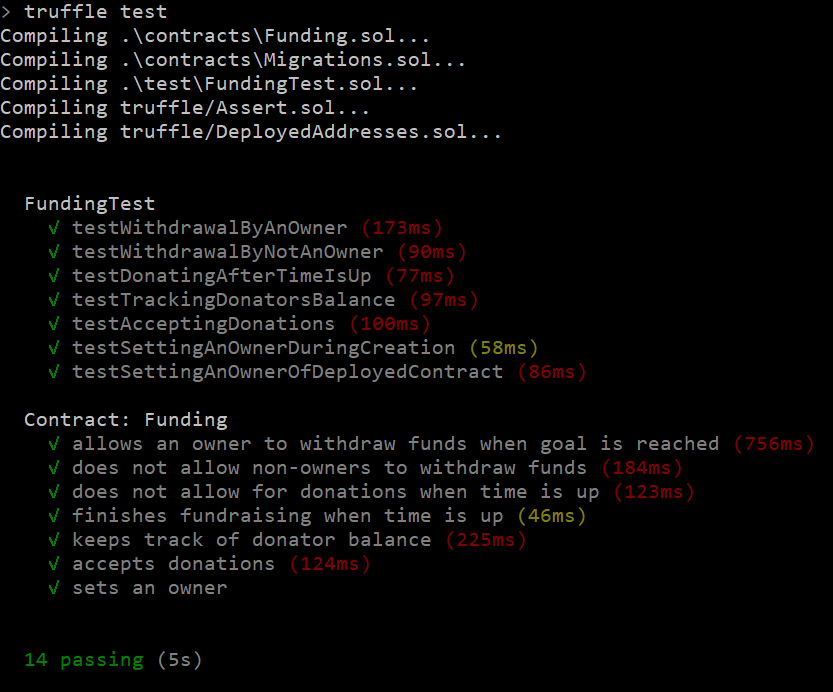 > truffle test
Compiling .\contracts\Funding.sol...
Compiling .\contracts\Migrations.sol...
Compiling .\test\FundingTest.sol...
Compiling truffle/Assert.sol...
Compiling truffle/DeployedAddresses.sol...
FundingTest
√ testWithdrawalByAnOwner (173ms)
√ testWithdrawalByNotAnOwner (90ms)
√ testDonatingAfterTimeIsUp (77ms)
√ testTrackingDonatorsBalance (97ms)
√ testAcceptingDonations (100ms)
√ testSettingAnOwnerDuringCreation (58ms)
√ testSettingAnOwnerOfDeployedContract (86ms)
Contract: Funding
√ allows an owner to withdraw funds when goal is reached (756ms)
√ does not allow non-owners to withdraw funds (184ms)
√ does not allow for donations when time is up (123ms)
√ finishes fundraising when time is up (46ms)
√ keeps track of donator balance (225ms)
√ accepts donations (124ms)
√ sets an owner
14 passing (5s)